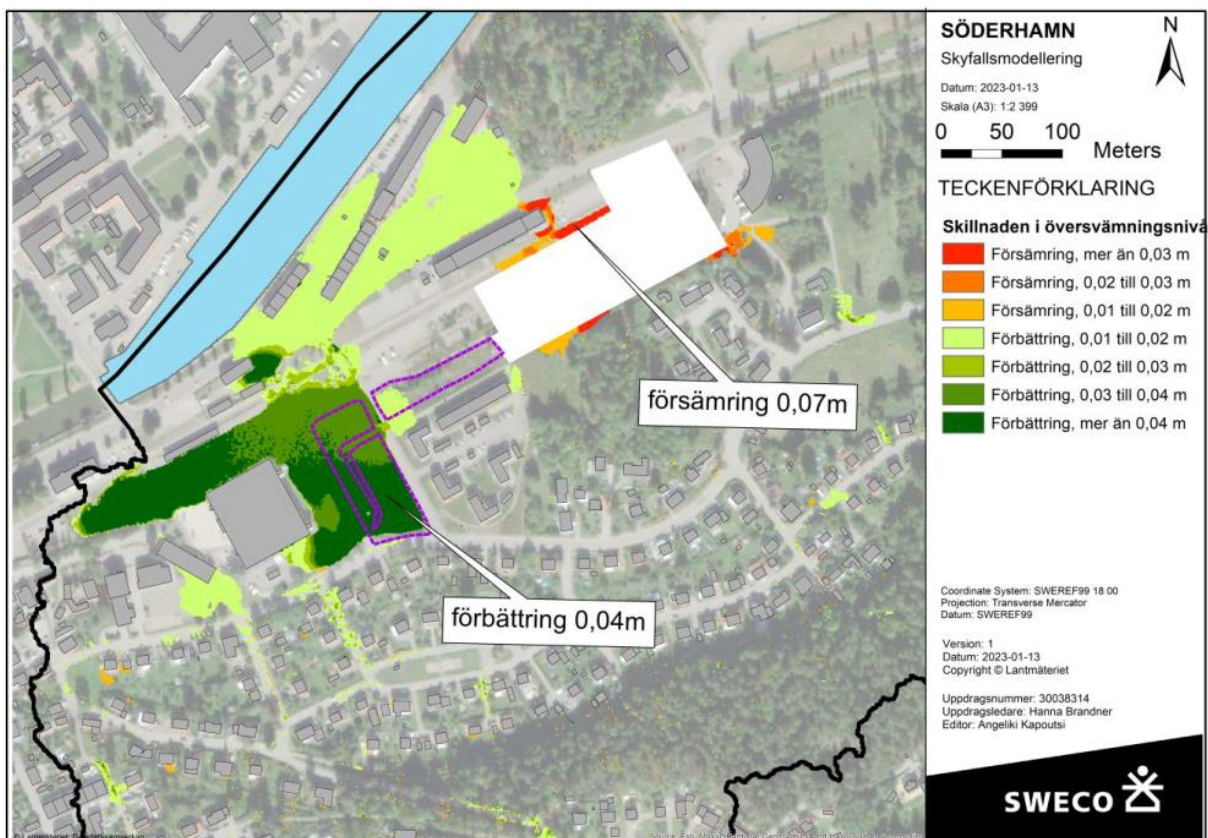 SÖDERHAMN
Skyfallsmodellering
Datum: 2023-01-13
Skala (A3): 1:2 399
N
0 50 100
Meters
TECKENFÖRKLARING
Skillnaden i översvämningsnivå
Försämring, mer än 0,03 m
Försämring, 0,02 till 0,03 m
Försämring, 0,01 till 0,02 m
Förbättring, 0,01 till 0,02 m
Förbättring, 0,02 till 0,03 m
Förbättring, 0,03 till 0,04 m
Förbättring, mer än 0,04 m
försämring 0,07m
förbättring 0,04m
Coordinate System: SWEREF99 18 00
Projection: Transverse Mercator
Datum: SWEREF99
Version: 1
Datum: 2023-01-13
Copyright © Lantmäteriet
Uppdragsnummer: 30038314
Uppdragsledare: Hanna Brandner
Editor: Angeliki Kapoutsi
SWECO
© Lantmäteriet